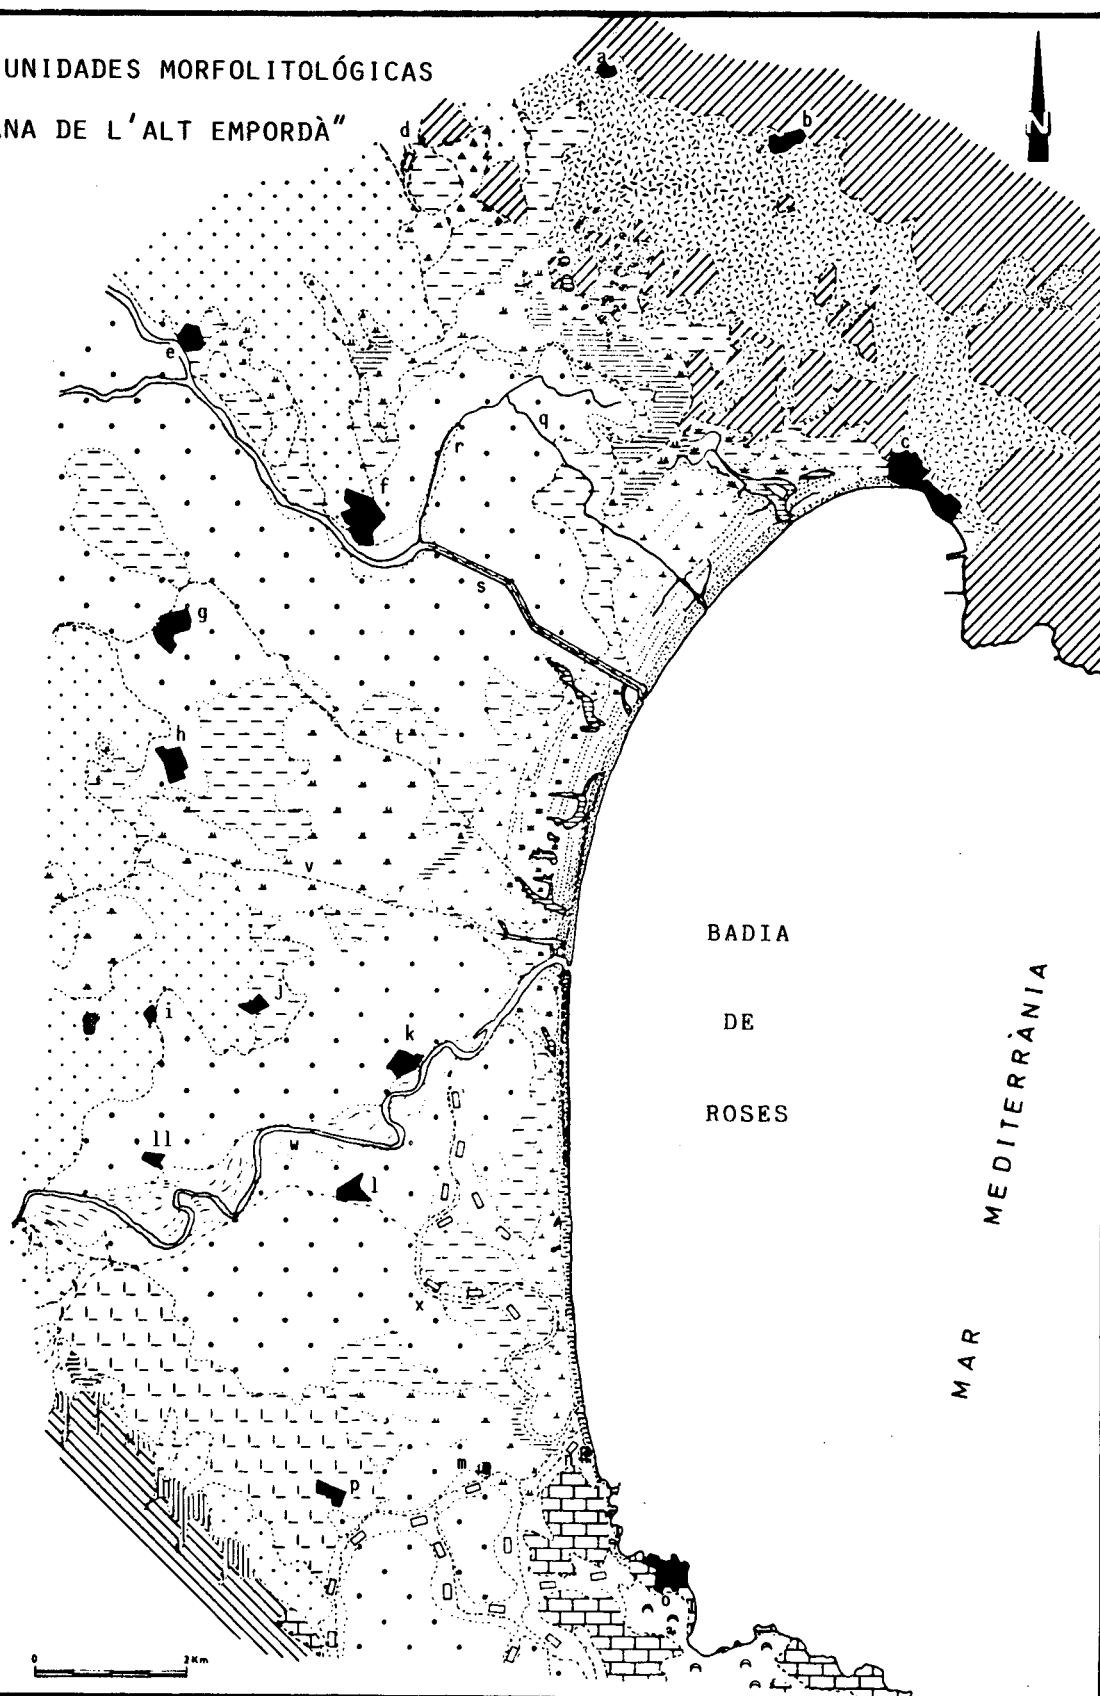 UNIDADES MORFOLITOLÓGICAS
ANA DE L'ALT EMPORDÀ"
N
a
b
c
d
e
f
q
r
s
g
h
t
v
i
j
k
ll
w
l
x
m
p
o
BADIA
DE
ROSES
MAR MEDITERRÀNIA
0 2Km